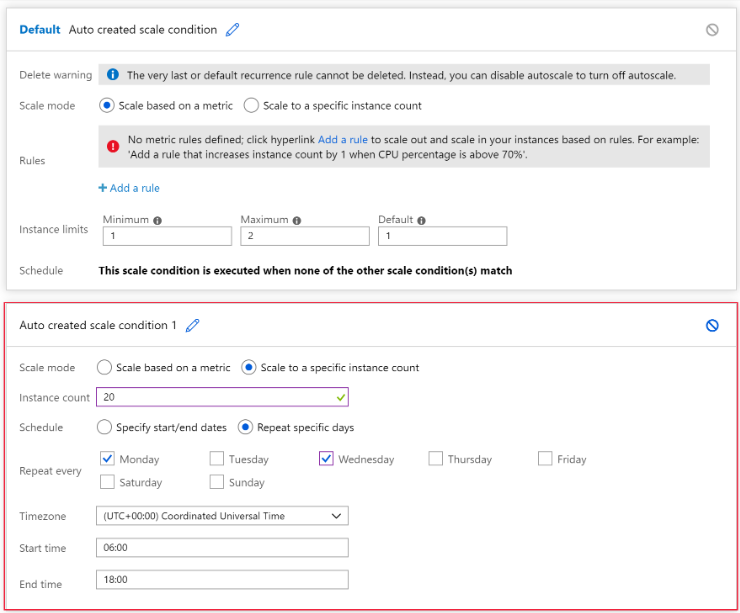 Default Auto created scale condition
Delete warning The very last or default recurrence rule cannot be deleted. Instead, you can disable autoscale to turn off autoscale.
Scale mode Scale based on a metric Scale to a specific instance count
Rules No metric rules defined; click hyperlink Add a rule to scale out and scale in your instances based on rules. For example:
'Add a rule that increases instance count by 1 when CPU percentage is above 70%'.
+ Add a rule
Instance limits Minimum Maximum Default
1 2 1
Schedule This scale condition is executed when none of the other scale condition(s) match
Auto created scale condition 1
Scale mode Scale based on a metric Scale to a specific instance count
Instance count 20
Schedule Specify start/end dates Repeat specific days
Repeat every Monday Tuesday Wednesday Thursday Friday
Saturday Sunday
Timezone (UTC+00:00) Coordinated Universal Time
Start time 06:00
End time 18:00